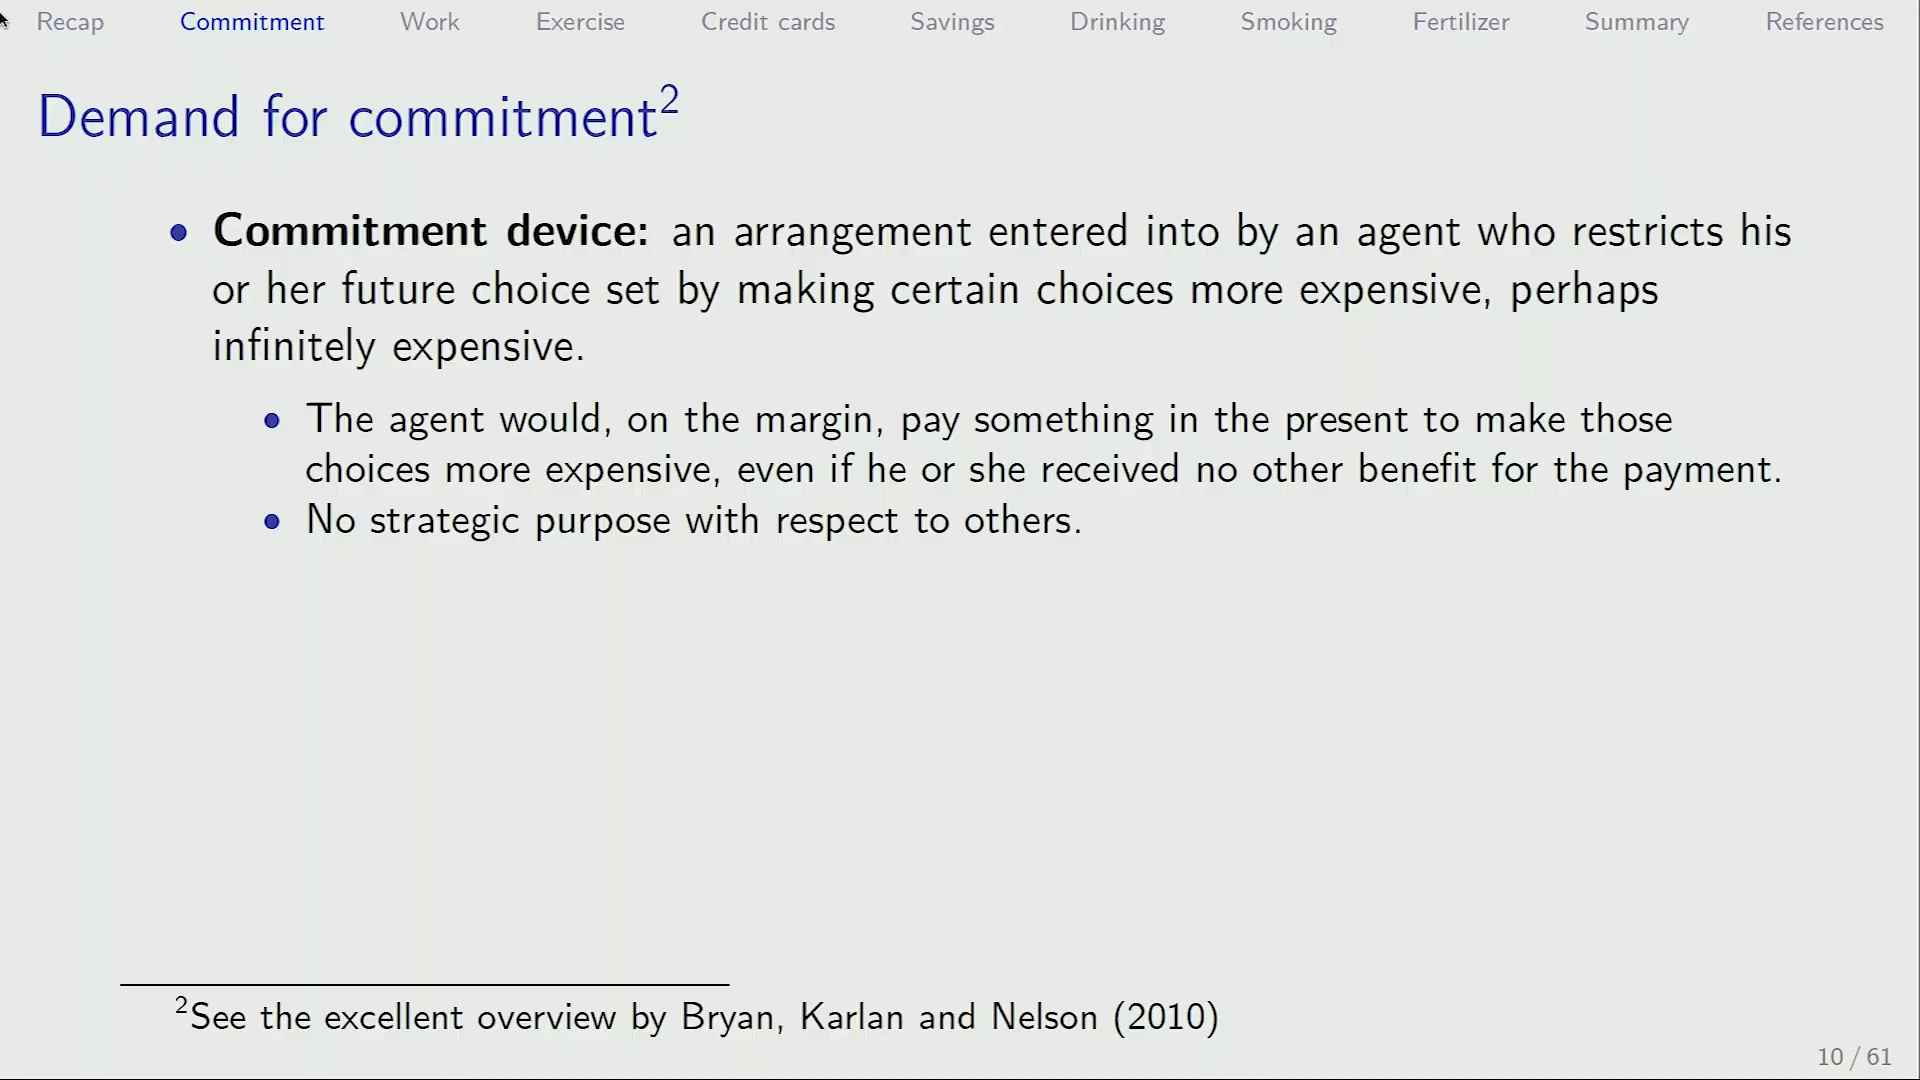 Recap Commitment Work Exercise Credit cards Savings Drinking Smoking Fertilizer Summary References
Demand for commitment²
• Commitment device: an arrangement entered into by an agent who restricts his
or her future choice set by making certain choices more expensive, perhaps
infinitely expensive.
• The agent would, on the margin, pay something in the present to make those
choices more expensive, even if he or she received no other benefit for the payment.
• No strategic purpose with respect to others.
²See the excellent overview by Bryan, Karlan and Nelson (2010)
10 / 61